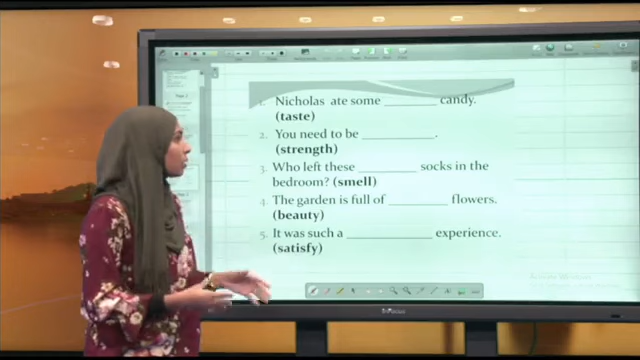 1. Nicholas ate some ________ candy.
(taste)
2. You need to be ___________.
(strength)
3. Who left these _________ socks in the
bedroom? (smell)
4. The garden is full of _________ flowers.
(beauty)
5. It was such a _____________ experience.
(satisfy)